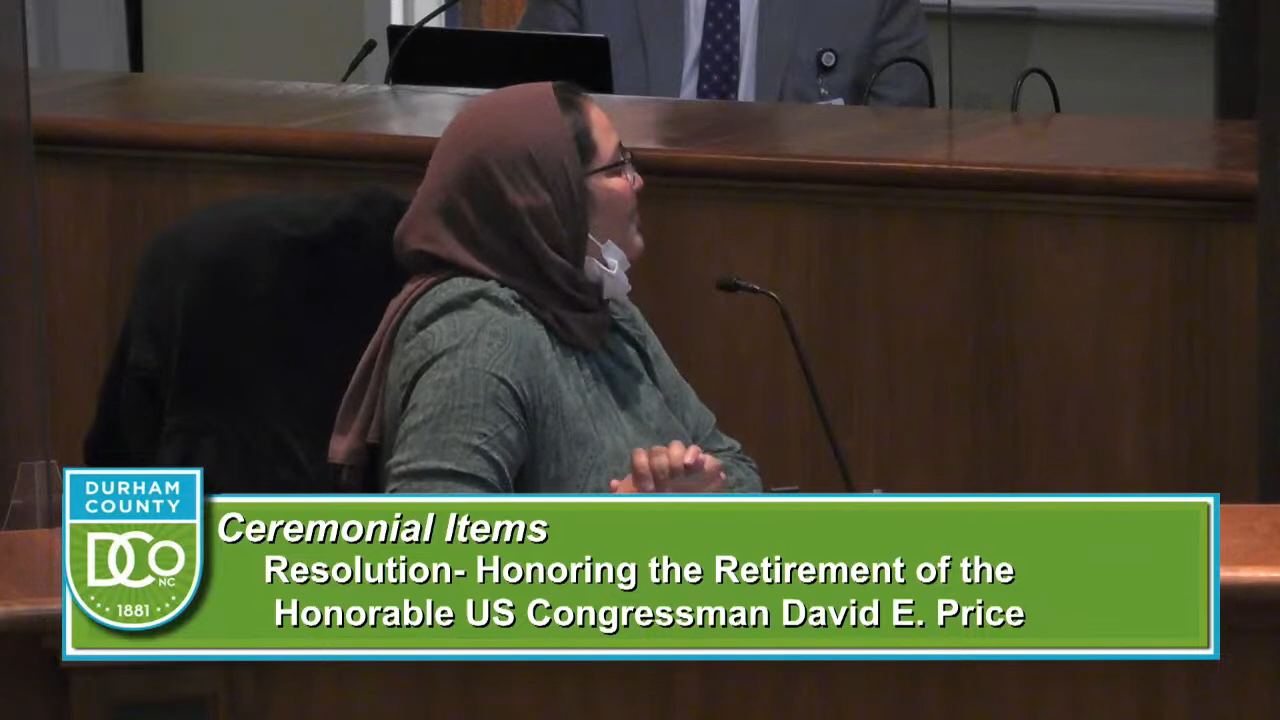 DURHAM
COUNTY
DCo
NC
1881
Ceremonial Items
Resolution- Honoring the Retirement of the
Honorable US Congressman David E. Price